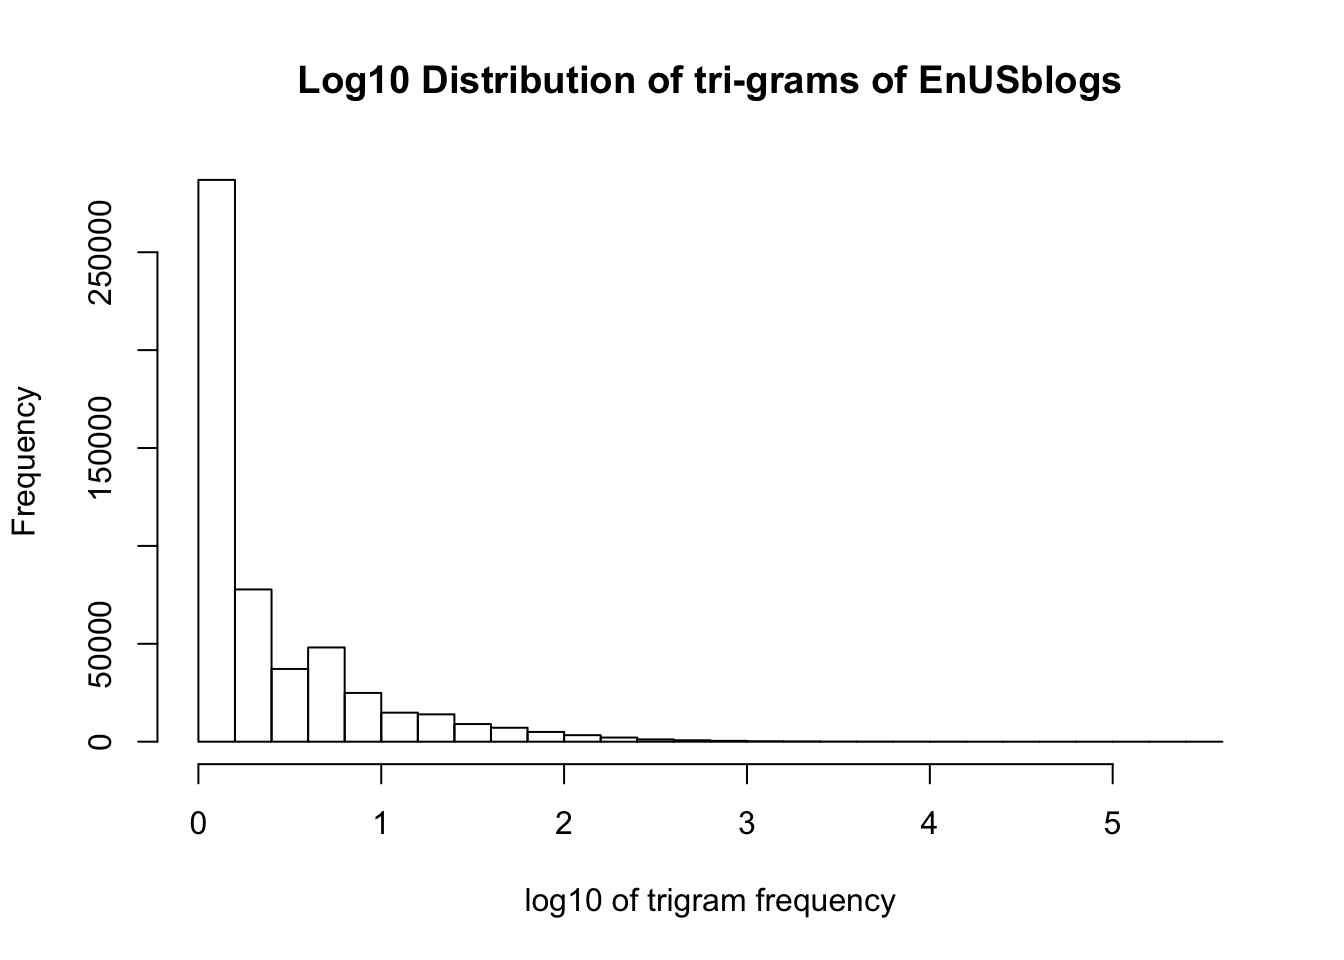 Log10 Distribution of tri-grams of EnUSblogs
Frequency
250000
150000
50000
0
0 1 2 3 4 5
log10 of trigram frequency